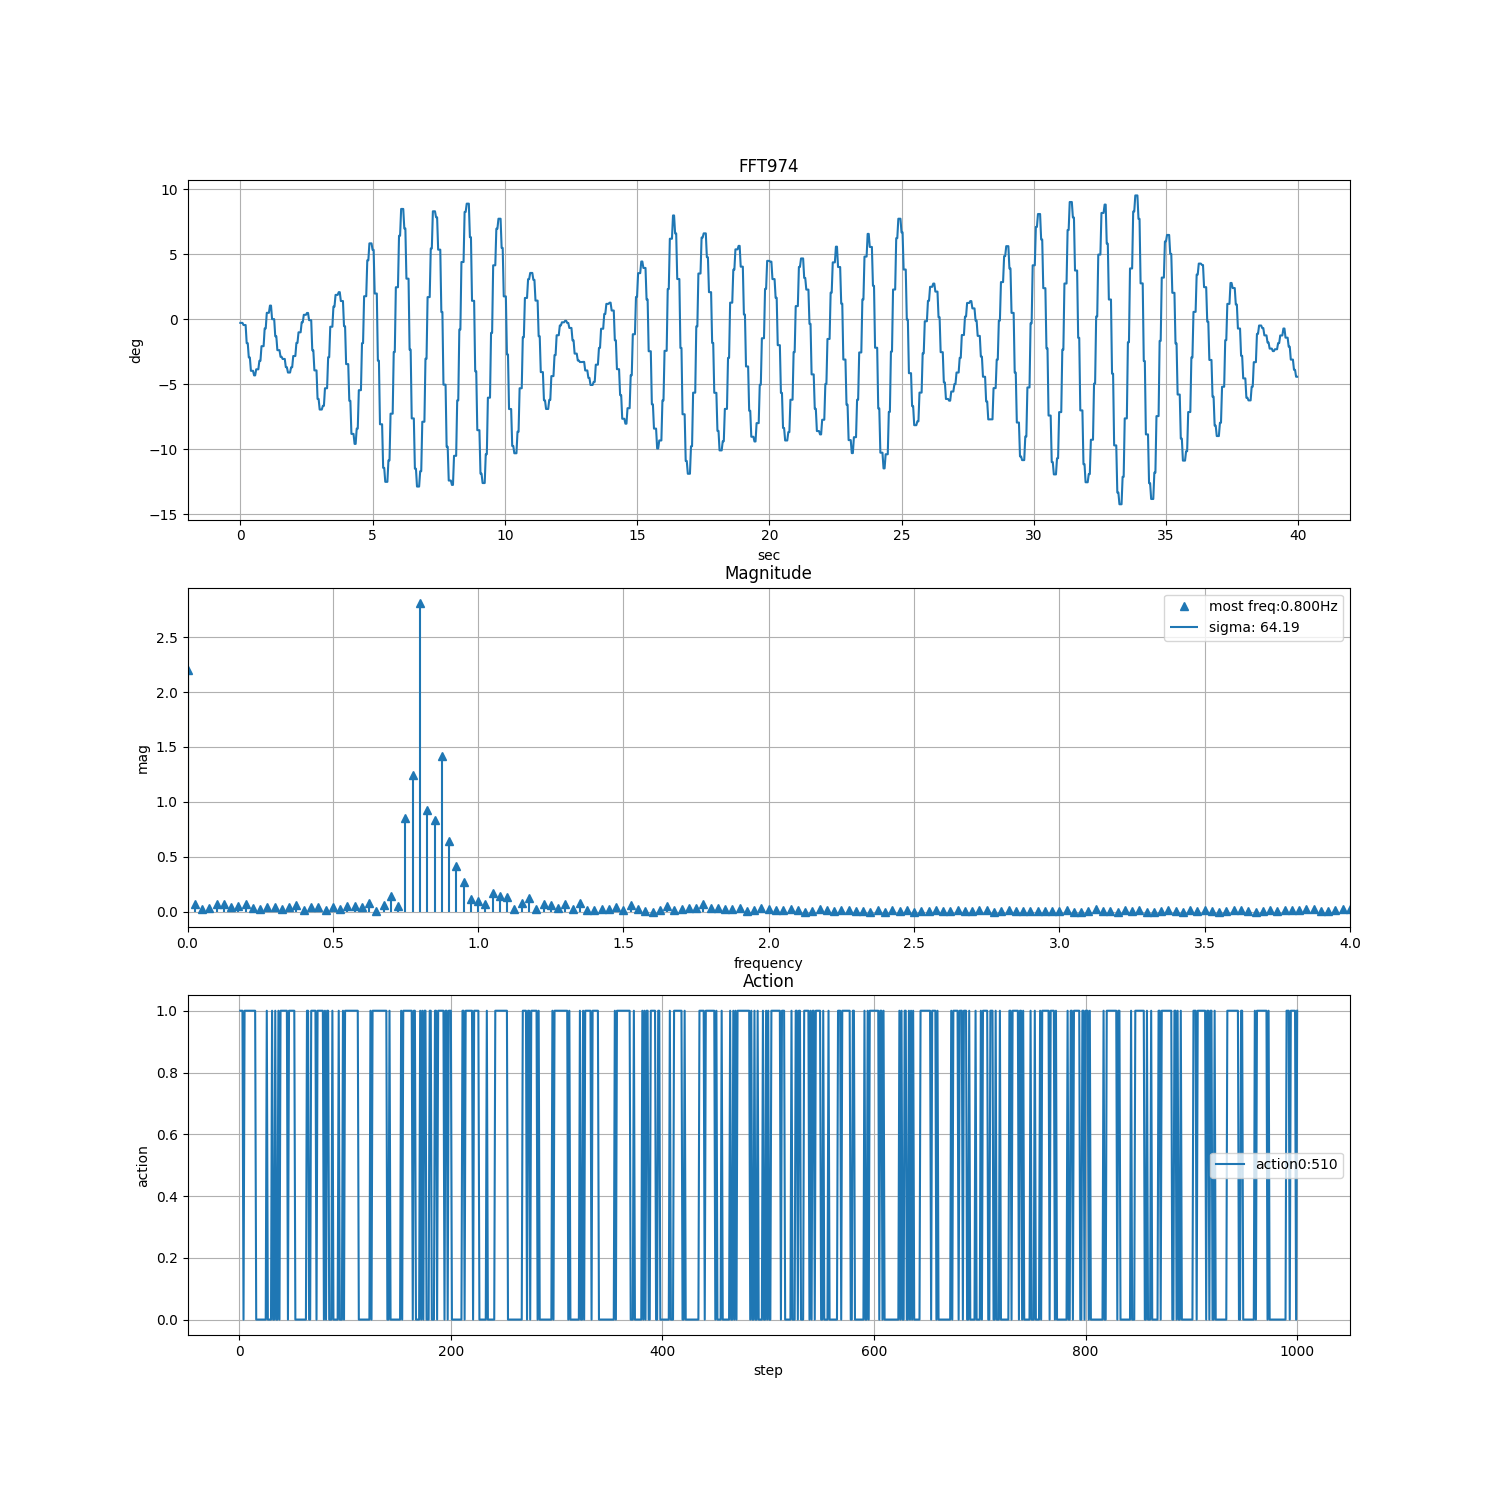 FFT974
10
5
0
−5
−10
−15
deg
0 5 10 15 20 25 30 35 40
sec
Magnitude
most freq:0.800Hz
sigma: 64.19
2.5
2.0
1.5
1.0
0.5
0.0
mag
0.0 0.5 1.0 1.5 2.0 2.5 3.0 3.5 4.0
frequency
Action
1.0
0.8
0.6
0.4
0.2
0.0
action
action0:510
0 200 400 600 800 1000
step